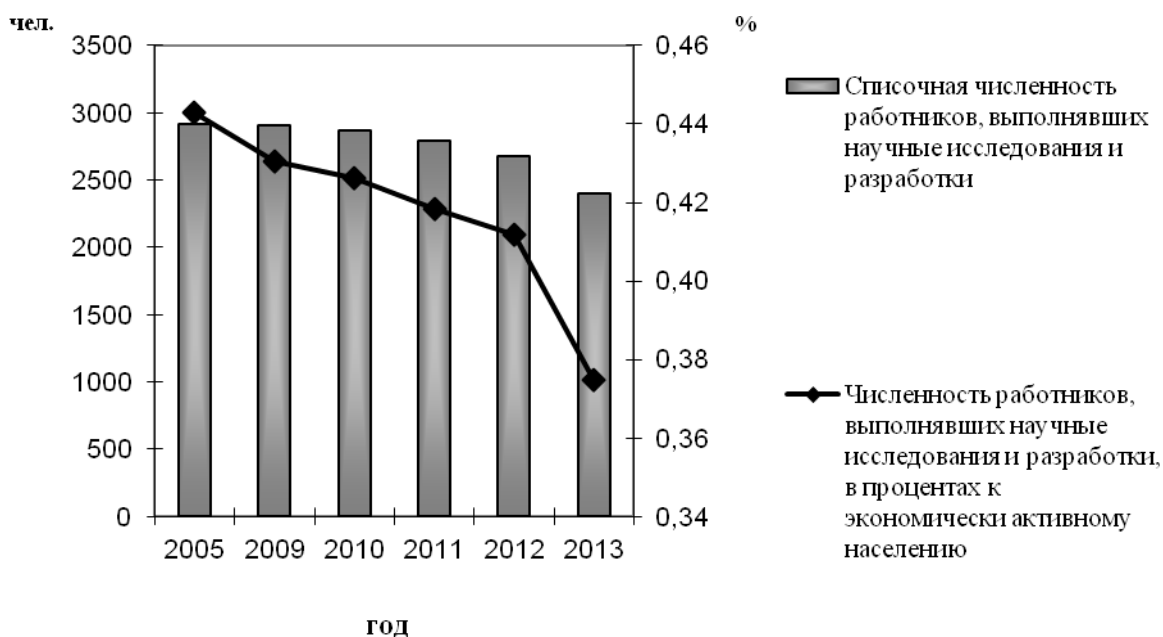 чел.
%
3500
3000
2500
2000
1500
1000
500
0
0,46
0,44
0,42
0,40
0,38
0,36
0,34
2005 2009 2010 2011 2012 2013
год
Списочная численность
работников, выполнявших
научные исследования и
разработки
Численность работников,
выполнявших научные
исследования и разработки,
в процентах к
экономически активному
населению